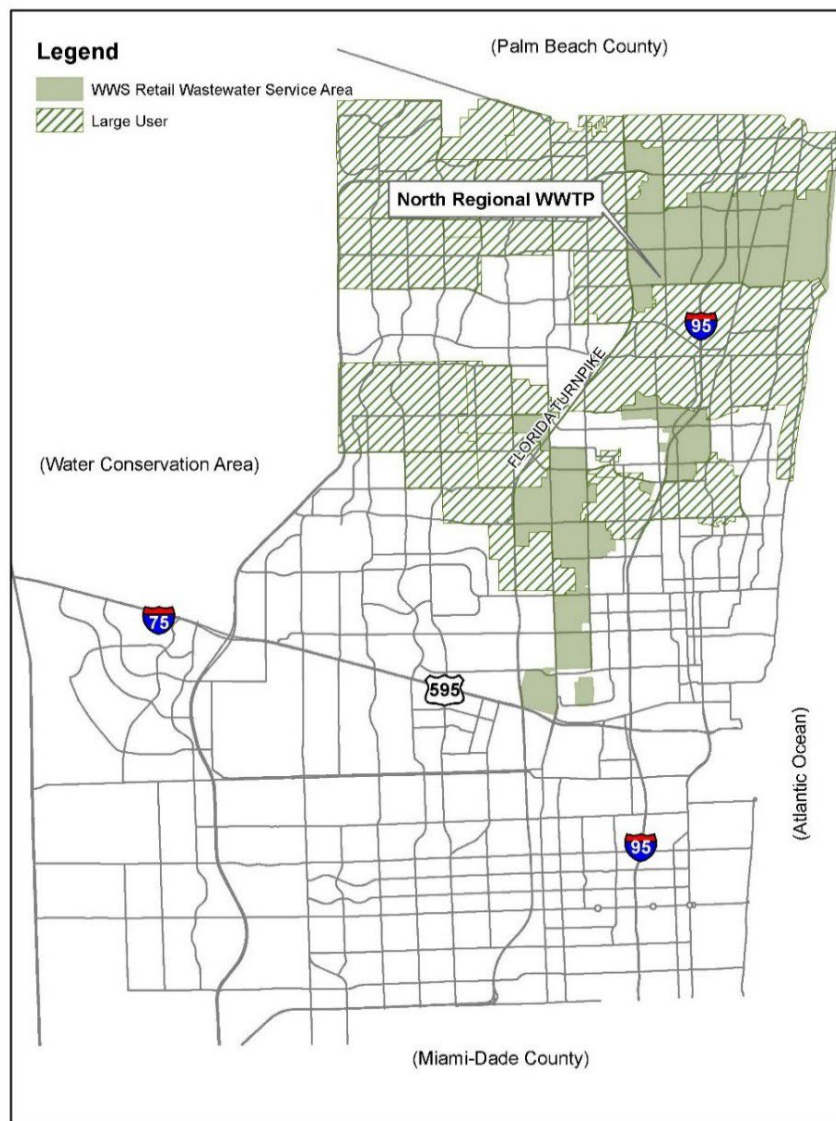 (Palm Beach County)
Legend
WWS Retail Wastewater Service Area
Large User
North Regional WWTP
95
FLORIDA TURNPIKE
(Water Conservation Area)
75
595
(Atlantic Ocean)
95
(Miami-Dade County)